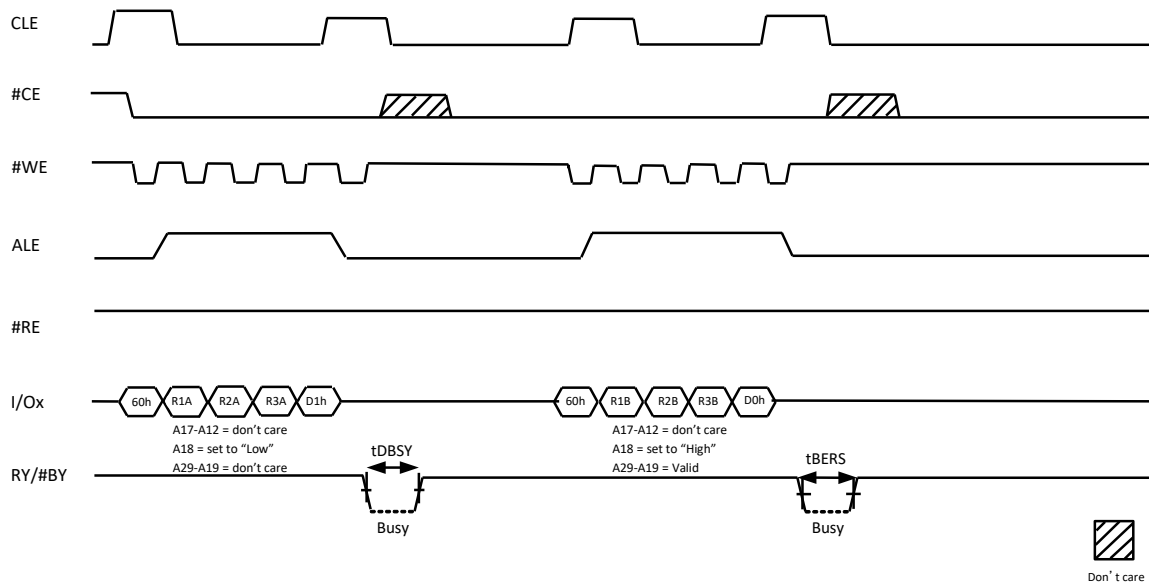 CLE
#CE
#WE
ALE
#RE
I/Ox
60h R1A R2A R3A D1h 60h R1B R2B R3B D0h
A17-A12 = don't care
A18 = set to "Low"
A29-A19 = don't care
A17-A12 = don't care
A18 = set to "High"
A29-A19 = Valid
RY/#BY
tDBSY
tBERS
Busy
Busy
Don't care